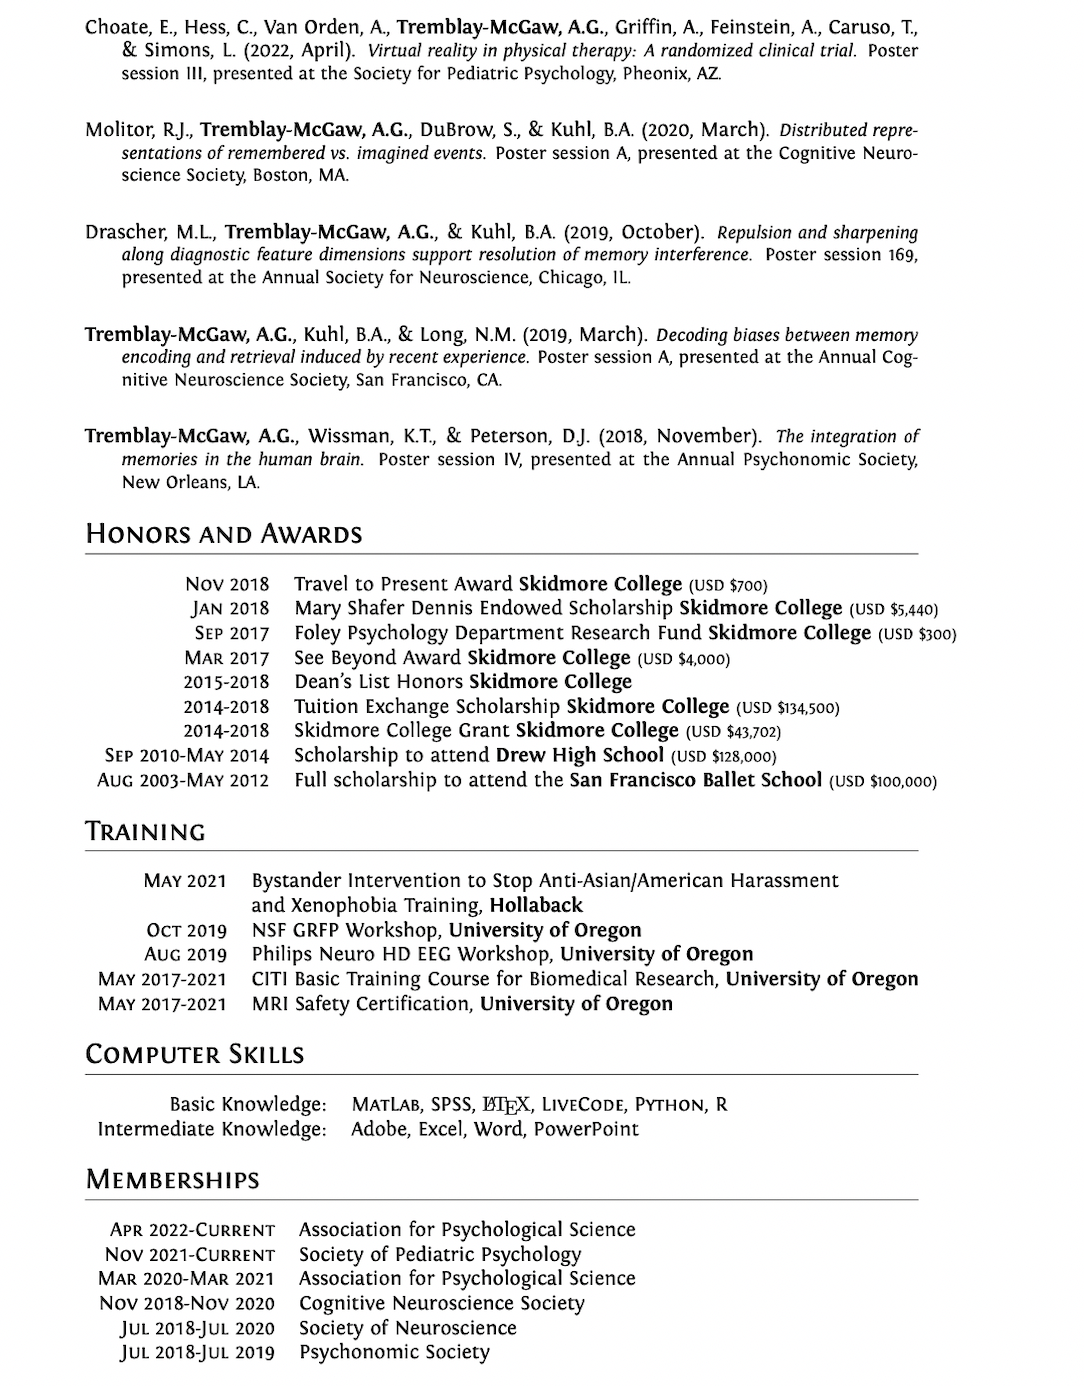 Choate, E., Hess, C., Van Orden, A., Tremblay-McGaw, A.G., Griffin, A., Feinstein, A., Caruso, T.,
& Simons, L. (2022, April). Virtual reality in physical therapy: A randomized clinical trial. Poster
session III, presented at the Society for Pediatric Psychology, Pheonix, AZ.
Molitor, R.J., Tremblay-McGaw, A.G., DuBrow, S., & Kuhl, B.A. (2020, March). Distributed repre-
sentations of remembered vs. imagined events. Poster session A, presented at the Cognitive Neuro-
science Society, Boston, MA.
Drascher, M.L., Tremblay-McGaw, A.G., & Kuhl, B.A. (2019, October). Repulsion and sharpening
along diagnostic feature dimensions support resolution of memory interference. Poster session 169,
presented at the Annual Society for Neuroscience, Chicago, IL.
Tremblay-McGaw, A.G., Kuhl, B.A., & Long, N.M. (2019, March). Decoding biases between memory
encoding and retrieval induced by recent experience. Poster session A, presented at the Annual Cog-
nitive Neuroscience Society, San Francisco, CA.
Tremblay-McGaw, A.G., Wissman, K.T., & Peterson, D.J. (2018, November). The integration of
memories in the human brain. Poster session IV, presented at the Annual Psychonomic Society,
New Orleans, LA.
Honors and Awards
Nov 2018 Travel to Present Award Skidmore College (USD $700)
Jan 2018 Mary Shafer Dennis Endowed Scholarship Skidmore College (USD $5,440)
Sep 2017 Foley Psychology Department Research Fund Skidmore College (USD $300)
Mar 2017 See Beyond Award Skidmore College (USD $4,000)
2015-2018 Dean's List Honors Skidmore College
2014-2018 Tuition Exchange Scholarship Skidmore College (USD $134,500)
2014-2018 Skidmore College Grant Skidmore College (USD $43,702)
Sep 2010-May 2014 Scholarship to attend Drew High School (USD $128,000)
Aug 2003-May 2012 Full scholarship to attend the San Francisco Ballet School (USD $100,000)
Training
May 2021 Bystander Intervention to Stop Anti-Asian/American Harassment
and Xenophobia Training, Hollaback
Oct 2019 NSF GRFP Workshop, University of Oregon
Aug 2019 Philips Neuro HD EEG Workshop, University of Oregon
May 2017-2021 CITI Basic Training Course for Biomedical Research, University of Oregon
May 2017-2021 MRI Safety Certification, University of Oregon
Computer Skills
Basic Knowledge: MatLab, SPSS, LATEX, LiveCode, Python, R
Intermediate Knowledge: Adobe, Excel, Word, PowerPoint
Memberships
Apr 2022-Current Association for Psychological Science
Nov 2021-Current Society of Pediatric Psychology
Mar 2020-Mar 2021 Association for Psychological Science
Nov 2018-Nov 2020 Cognitive Neuroscience Society
Jul 2018-Jul 2020 Society of Neuroscience
Jul 2018-Jul 2019 Psychonomic Society